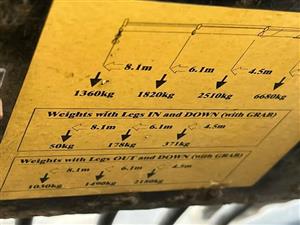 8.1m 6.1m 4.5m
1360kg 1820kg 2510kg 6680kg
Weights with Legs IN and DOWN (with GRAB)
8.1m 6.1m 4.5m
50kg 178kg 371kg
Weights with Legs OUT and DOWN (with GRAB)
8.1m 6.1m 4.5m
1030kg 1490kg 2180kg